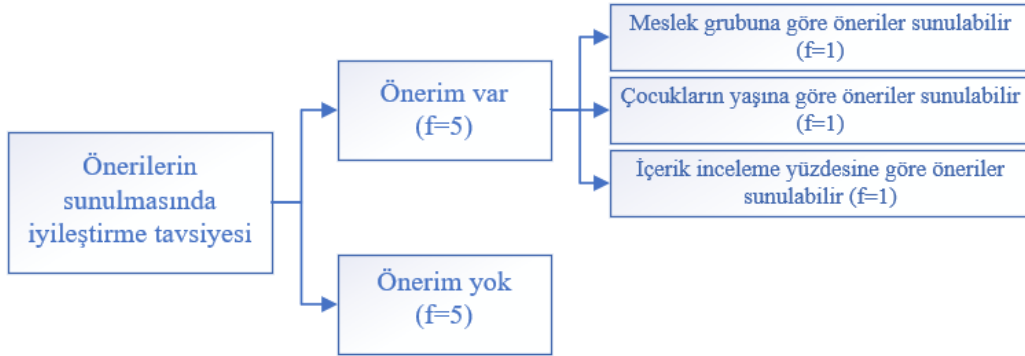 Önerilerin
sunulmasında
iyileştirme tavsiyesi
Önerim var
(f=5)
Meslek grubuna göre öneriler sunulabilir
(f=1)
Çocukların yaşına göre öneriler sunulabilir
(f=1)
İçerik inceleme yüzdesine göre öneriler
sunulabilir (f=1)
Önerim yok
(f=5)